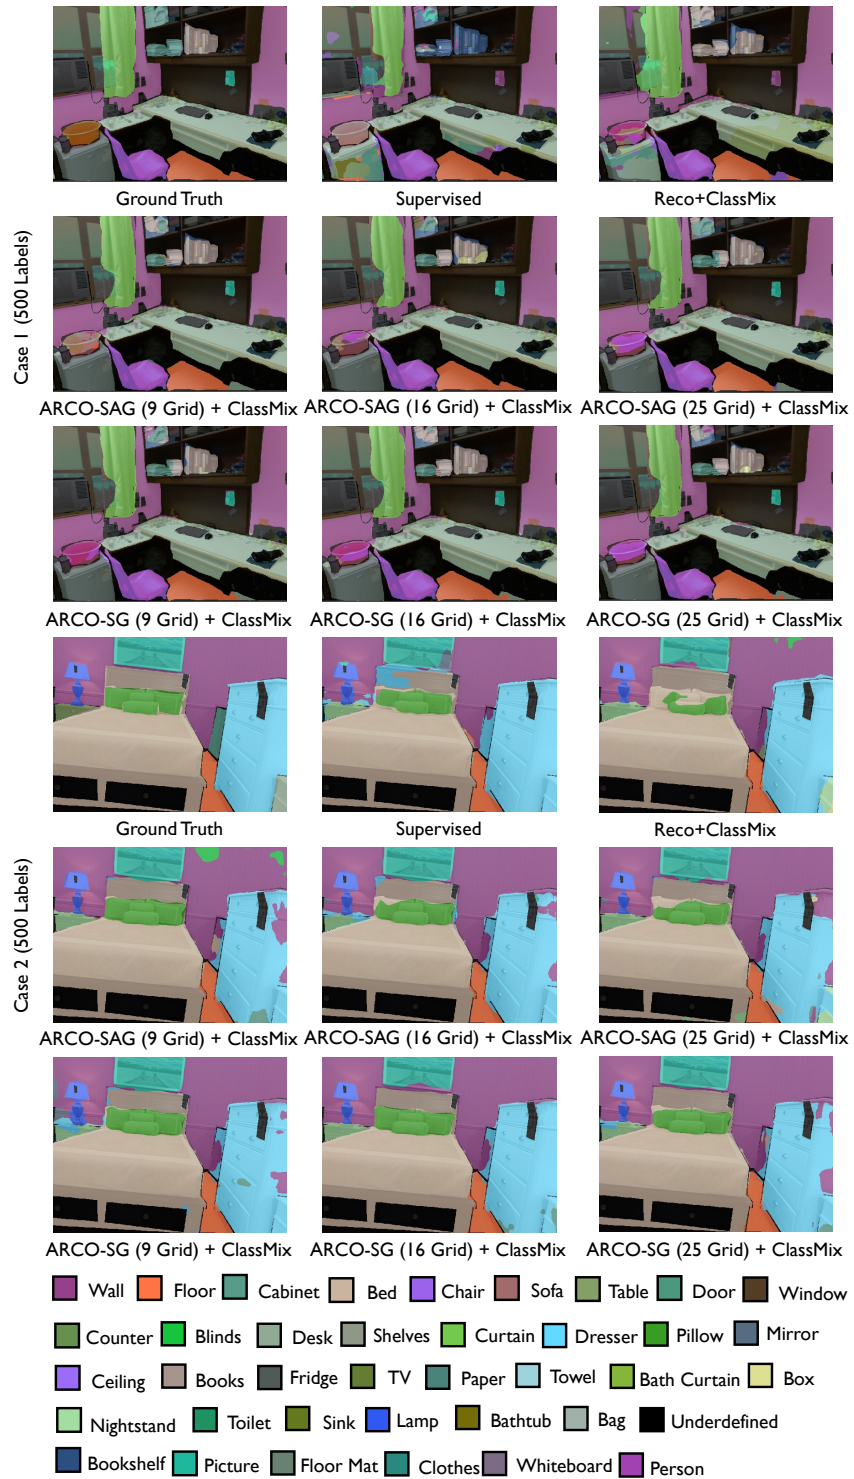 Ground Truth Supervised Reco+ClassMix
Case 1 (500 Labels)
ARCO-SAG (9 Grid) + ClassMix ARCO-SAG (16 Grid) + ClassMix ARCO-SAG (25 Grid) + ClassMix
ARCO-SG (9 Grid) + ClassMix ARCO-SG (16 Grid) + ClassMix ARCO-SG (25 Grid) + ClassMix
Ground Truth Supervised Reco+ClassMix
Case 2 (500 Labels)
ARCO-SAG (9 Grid) + ClassMix ARCO-SAG (16 Grid) + ClassMix ARCO-SAG (25 Grid) + ClassMix
ARCO-SG (9 Grid) + ClassMix ARCO-SG (16 Grid) + ClassMix ARCO-SG (25 Grid) + ClassMix
Wall Floor Cabinet Bed Chair Sofa Table Door Window
Counter Blinds Desk Shelves Curtain Dresser Pillow Mirror
Ceiling Books Fridge TV Paper Towel Bath Curtain Box
Nightstand Toilet Sink Lamp Bathtub Bag Underdefined
Bookshelf Picture Floor Mat Clothes Whiteboard Person